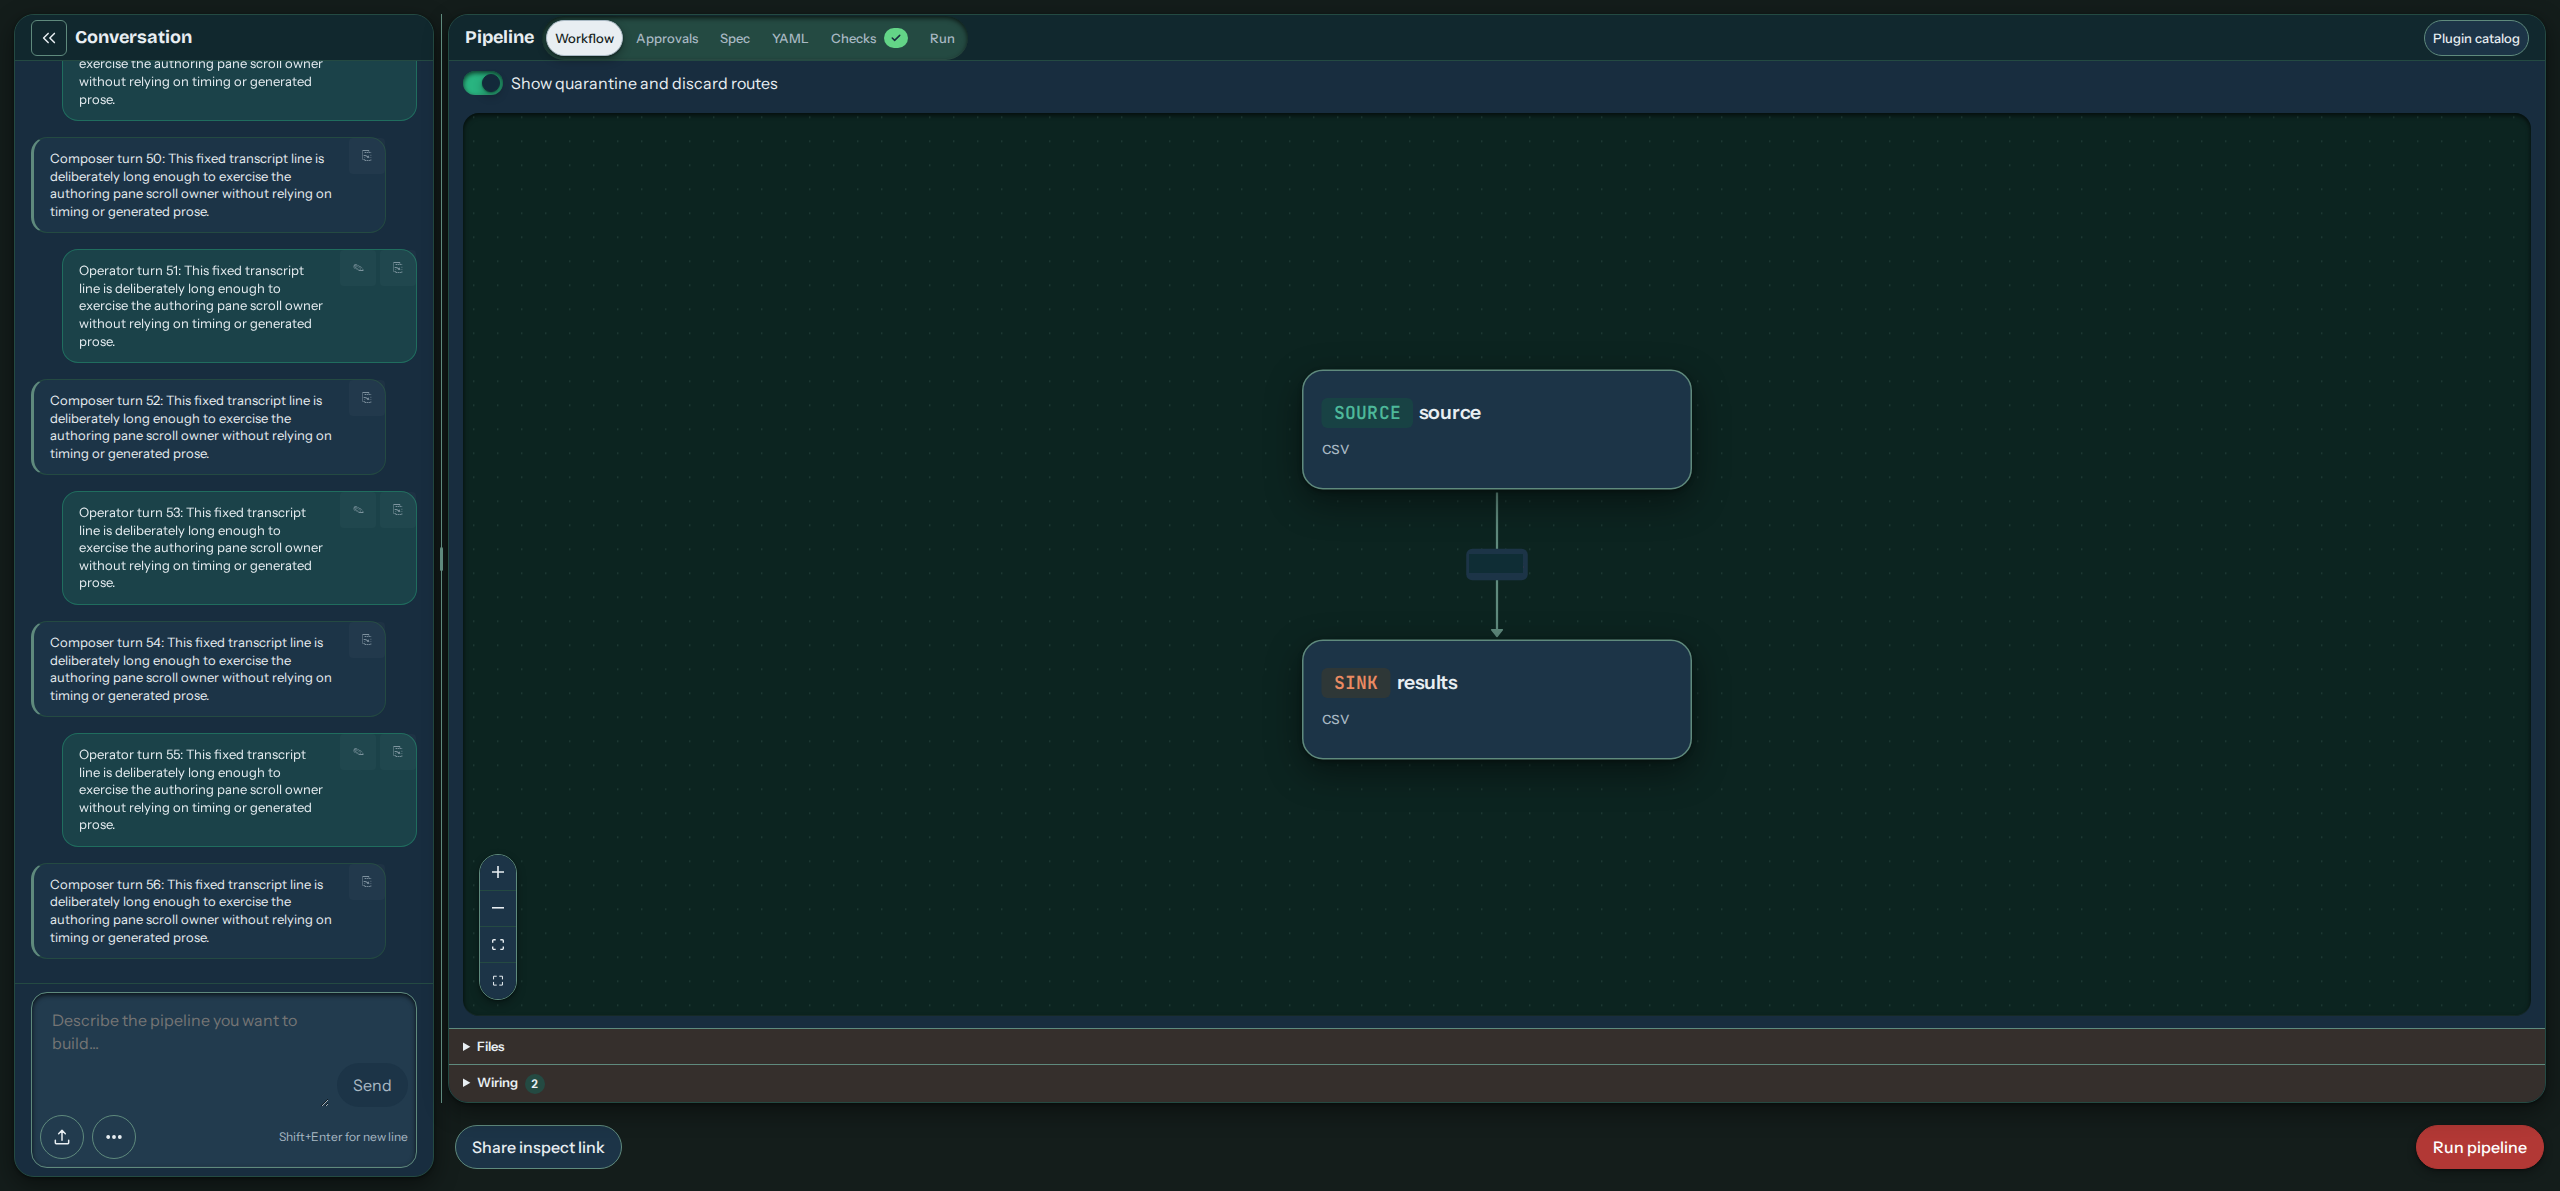 Conversation
exercise the authoring pane scroll owner
without relying on timing or generated
prose.
Composer turn 50: This fixed transcript line is
deliberately long enough to exercise the
authoring pane scroll owner without relying on
timing or generated prose.
Operator turn 51: This fixed transcript
line is deliberately long enough to
exercise the authoring pane scroll owner
without relying on timing or generated
prose.
Composer turn 52: This fixed transcript line is
deliberately long enough to exercise the
authoring pane scroll owner without relying on
timing or generated prose.
Operator turn 53: This fixed transcript
line is deliberately long enough to
exercise the authoring pane scroll owner
without relying on timing or generated
prose.
Composer turn 54: This fixed transcript line is
deliberately long enough to exercise the
authoring pane scroll owner without relying on
timing or generated prose.
Operator turn 55: This fixed transcript
line is deliberately long enough to
exercise the authoring pane scroll owner
without relying on timing or generated
prose.
Composer turn 56: This fixed transcript line is
deliberately long enough to exercise the
authoring pane scroll owner without relying on
timing or generated prose.
Describe the pipeline you want to
build...
Send
Shift+Enter for new line
Pipeline Workflow Approvals Spec YAML Checks Run
Plugin catalog
Show quarantine and discard routes
SOURCE source
CSV
SINK results
CSV
Files
Wiring 2
Share inspect link
Run pipeline